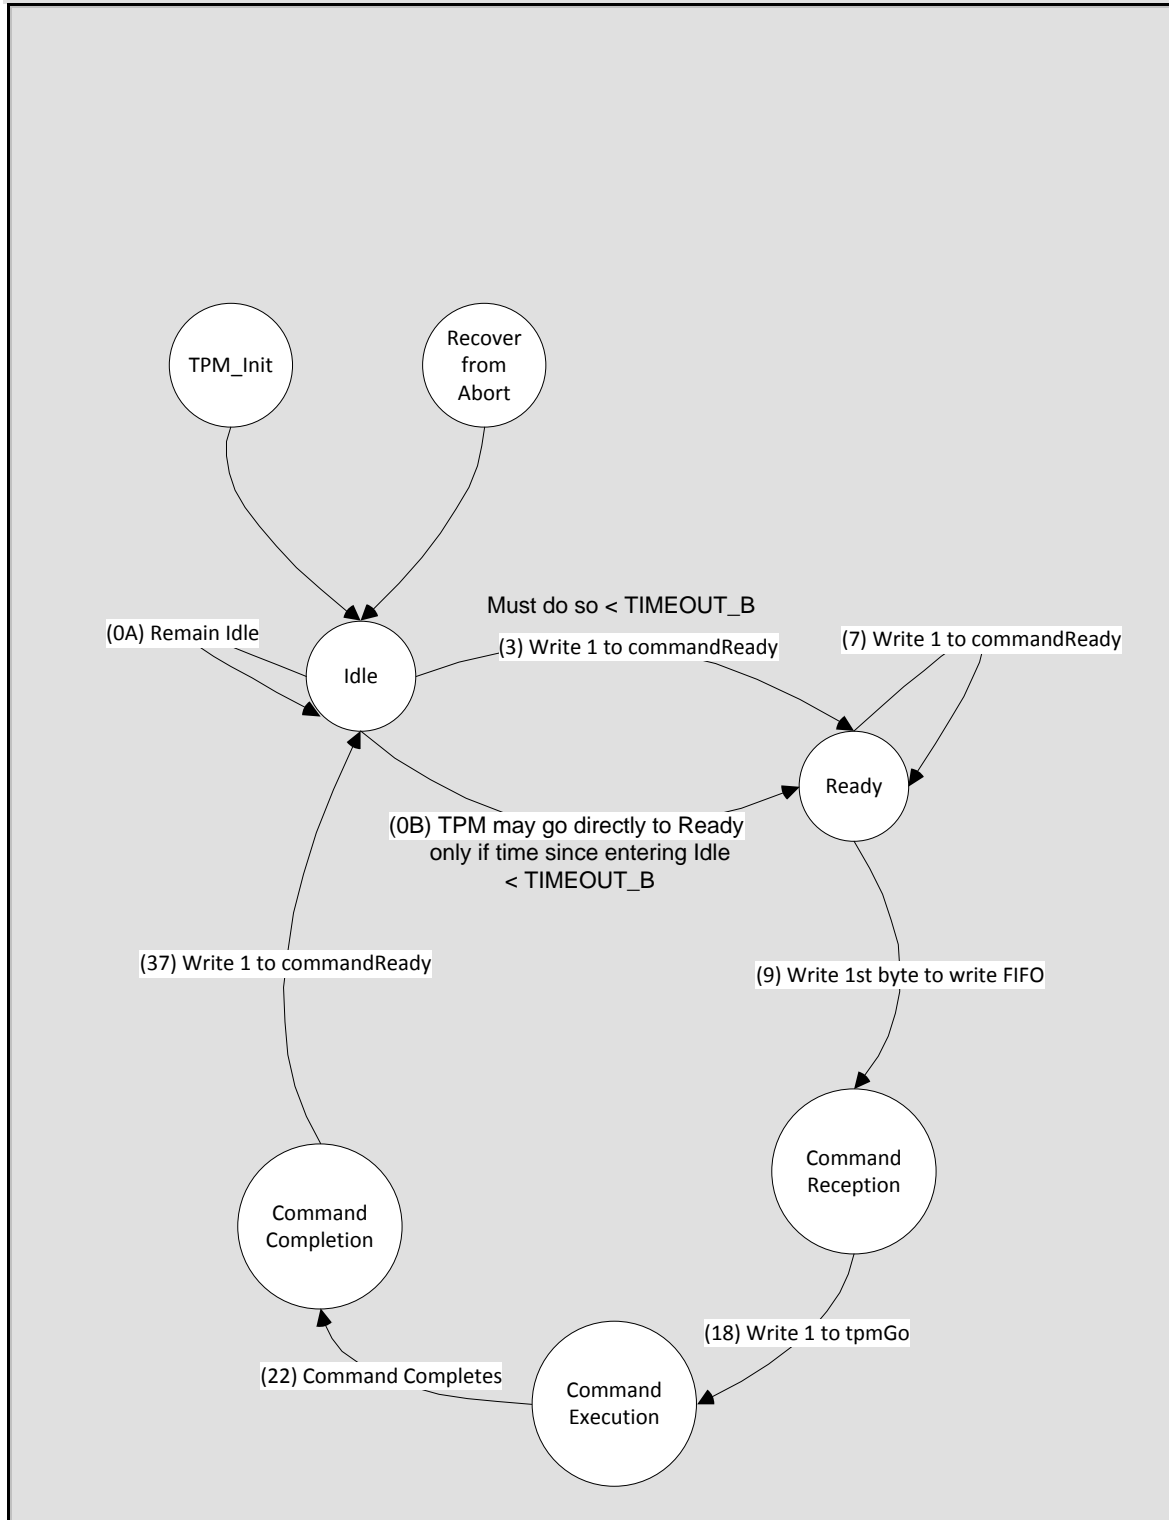 TPM_Init
Recover
from
Abort
Must do so < TIMEOUT_B
(0A) Remain Idle
(3) Write 1 to commandReady
(7) Write 1 to commandReady
Idle
Ready
(0B) TPM may go directly to Ready
only if time since entering Idle
< TIMEOUT_B
(37) Write 1 to commandReady
(9) Write 1st byte to write FIFO
Command
Reception
Command
Completion
(18) Write 1 to tpmGo
(22) Command Completes
Command
Execution